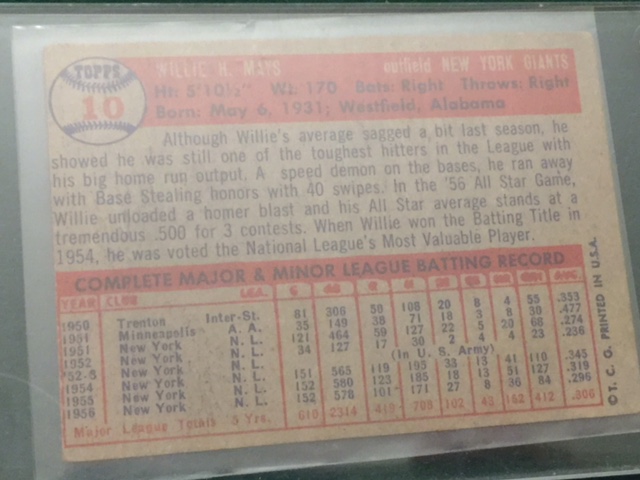 TOPPS
10
WILLIE H. MAYS outfield NEW YORK GIANTS
Ht: 5'10½" Wt: 170 Bats: Right Throws: Right
Born: May 6, 1931; Westfield, Alabama
Although Willie's average sagged a bit last season, he
showed he was still one of the toughest hitters in the League with
his big home run output. A speed demon on the bases, he ran away
with Base Stealing honors with 40 swipes. In the '56 All Star Game,
Willie unloaded a homer blast and his All Star average stands at a
tremendous .500 for 3 contests. When Willie won the Batting Title in
1954, he was voted the National League's Most Valuable Player.
COMPLETE MAJOR & MINOR LEAGUE BATTING RECORD
YEAR CLUB LEA. G AB R H 2B 3B HR RBI AVG.
1950 Trenton Inter-St. 81 306 50 108 20 8 4 55 .353
1951 Minneapolis A. A. 35 149 38 71 18 3 8 30 .477
1951 New York N. L. 121 464 59 127 22 5 20 68 .274
1952 New York N. L. 34 127 17 30 2 4 4 23 .236
'52-3 (In U. S. Army)
1954 New York N. L. 151 565 119 195 33 13 41 110 .345
1955 New York N. L. 152 580 123 185 18 13 51 127 .319
1956 New York N. L. 152 578 101 171 27 8 36 84 .296
Major League Totals 5 Yrs. 610 2314 419 708 102 43 152 412 .306
© T. C. G. PRINTED IN U.S.A.